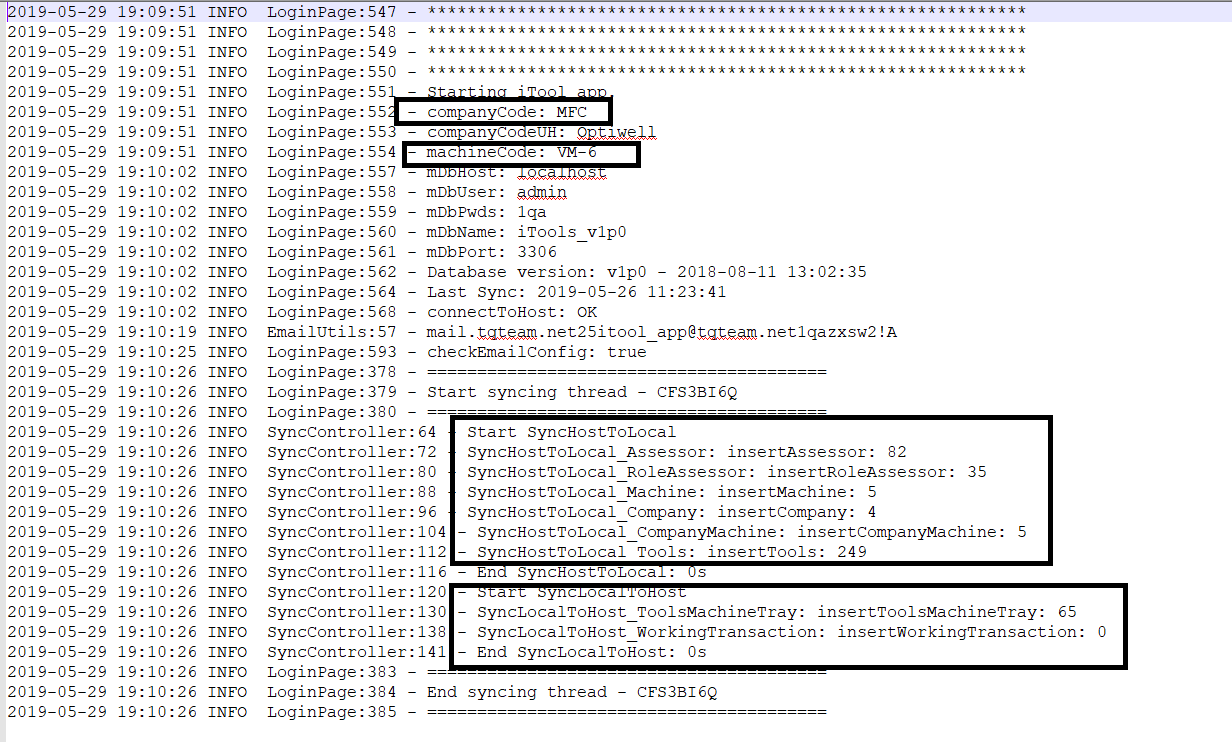 2019-05-29 19:09:51 INFO  LoginPage:547 - ************************************************************
2019-05-29 19:09:51 INFO  LoginPage:548 - ************************************************************
2019-05-29 19:09:51 INFO  LoginPage:549 - ************************************************************
2019-05-29 19:09:51 INFO  LoginPage:550 - ************************************************************
2019-05-29 19:09:51 INFO  LoginPage:551 - Starting iTool app.
2019-05-29 19:09:51 INFO  LoginPage:552 - companyCode: MFC
2019-05-29 19:09:51 INFO  LoginPage:553 - companyCodeUH: Optiwell
2019-05-29 19:09:51 INFO  LoginPage:554 - machineCode: VM-6
2019-05-29 19:10:02 INFO  LoginPage:557 - mDbHost: localhost
2019-05-29 19:10:02 INFO  LoginPage:558 - mDbUser: admin
2019-05-29 19:10:02 INFO  LoginPage:559 - mDbPwds: 1qa
2019-05-29 19:10:02 INFO  LoginPage:560 - mDbName: iTools_v1p0
2019-05-29 19:10:02 INFO  LoginPage:561 - mDbPort: 3306
2019-05-29 19:10:02 INFO  LoginPage:562 - Database version: v1p0 - 2018-08-11 13:02:35
2019-05-29 19:10:02 INFO  LoginPage:564 - Last Sync: 2019-05-26 11:23:41
2019-05-29 19:10:02 INFO  LoginPage:568 - connectToHost: OK
2019-05-29 19:10:19 INFO  EmailUtils:57 - mail.tgteam.net25itool_app@tgteam.net1qazxsw2!A
2019-05-29 19:10:25 INFO  LoginPage:593 - checkEmailConfig: true
2019-05-29 19:10:26 INFO  LoginPage:378 - ========================================
2019-05-29 19:10:26 INFO  LoginPage:379 - Start syncing thread - CFS3BI6Q
2019-05-29 19:10:26 INFO  LoginPage:380 - ========================================
2019-05-29 19:10:26 INFO  SyncController:64 - Start SyncHostToLocal
2019-05-29 19:10:26 INFO  SyncController:72 - SyncHostToLocal_Assessor: insertAssessor: 82
2019-05-29 19:10:26 INFO  SyncController:80 - SyncHostToLocal_RoleAssessor: insertRoleAssessor: 35
2019-05-29 19:10:26 INFO  SyncController:88 - SyncHostToLocal_Machine: insertMachine: 5
2019-05-29 19:10:26 INFO  SyncController:96 - SyncHostToLocal_Company: insertCompany: 4
2019-05-29 19:10:26 INFO  SyncController:104 - SyncHostToLocal_CompanyMachine: insertCompanyMachine: 5
2019-05-29 19:10:26 INFO  SyncController:112 - SyncHostToLocal_Tools: insertTools: 249
2019-05-29 19:10:26 INFO  SyncController:116 - End SyncHostToLocal: 0s
2019-05-29 19:10:26 INFO  SyncController:120 - Start SyncLocalToHost
2019-05-29 19:10:26 INFO  SyncController:130 - SyncLocalToHost_ToolsMachineTray: insertToolsMachineTray: 65
2019-05-29 19:10:26 INFO  SyncController:138 - SyncLocalToHost_WorkingTransaction: insertWorkingTransaction: 0
2019-05-29 19:10:26 INFO  SyncController:141 - End SyncLocalToHost: 0s
2019-05-29 19:10:26 INFO  LoginPage:383 - ========================================
2019-05-29 19:10:26 INFO  LoginPage:384 - End syncing thread - CFS3BI6Q
2019-05-29 19:10:26 INFO  LoginPage:385 - ========================================